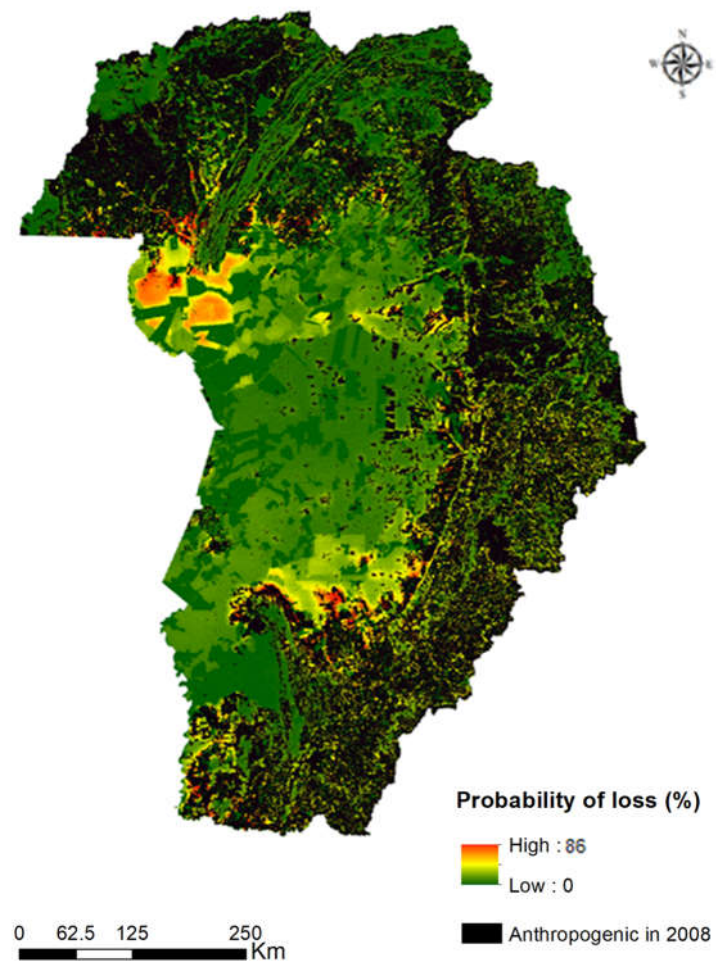 N
W E
S
Probability of loss (%)
High : 86
Low : 0
Anthropogenic in 2008
0 62.5 125 250
Km